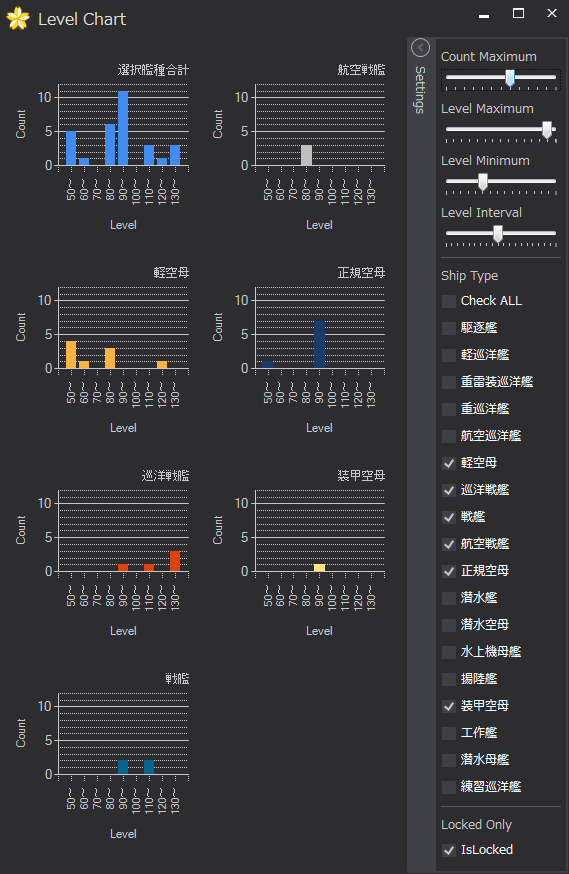 Level Chart
選択艦種合計
10
5
0
Count
50～
60～
70～
80～
90～
100～
110～
120～
130～
Level
航空戦艦
10
5
0
Count
50～
60～
70～
80～
90～
100～
110～
120～
130～
Level
軽空母
10
5
0
Count
50～
60～
70～
80～
90～
100～
110～
120～
130～
Level
正規空母
10
5
0
Count
50～
60～
70～
80～
90～
100～
110～
120～
130～
Level
巡洋戦艦
10
5
0
Count
50～
60～
70～
80～
90～
100～
110～
120～
130～
Level
装甲空母
10
5
0
Count
50～
60～
70～
80～
90～
100～
110～
120～
130～
Level
戦艦
10
5
0
Count
50～
60～
70～
80～
90～
100～
110～
120～
130～
Level
Settings
Count Maximum
Level Maximum
Level Minimum
Level Interval
Ship Type
Check ALL
駆逐艦
軽巡洋艦
重雷装巡洋艦
重巡洋艦
航空巡洋艦
軽空母
巡洋戦艦
戦艦
航空戦艦
正規空母
潜水艦
潜水空母
水上機母艦
揚陸艦
装甲空母
工作艦
潜水母艦
練習巡洋艦
Locked Only
IsLocked